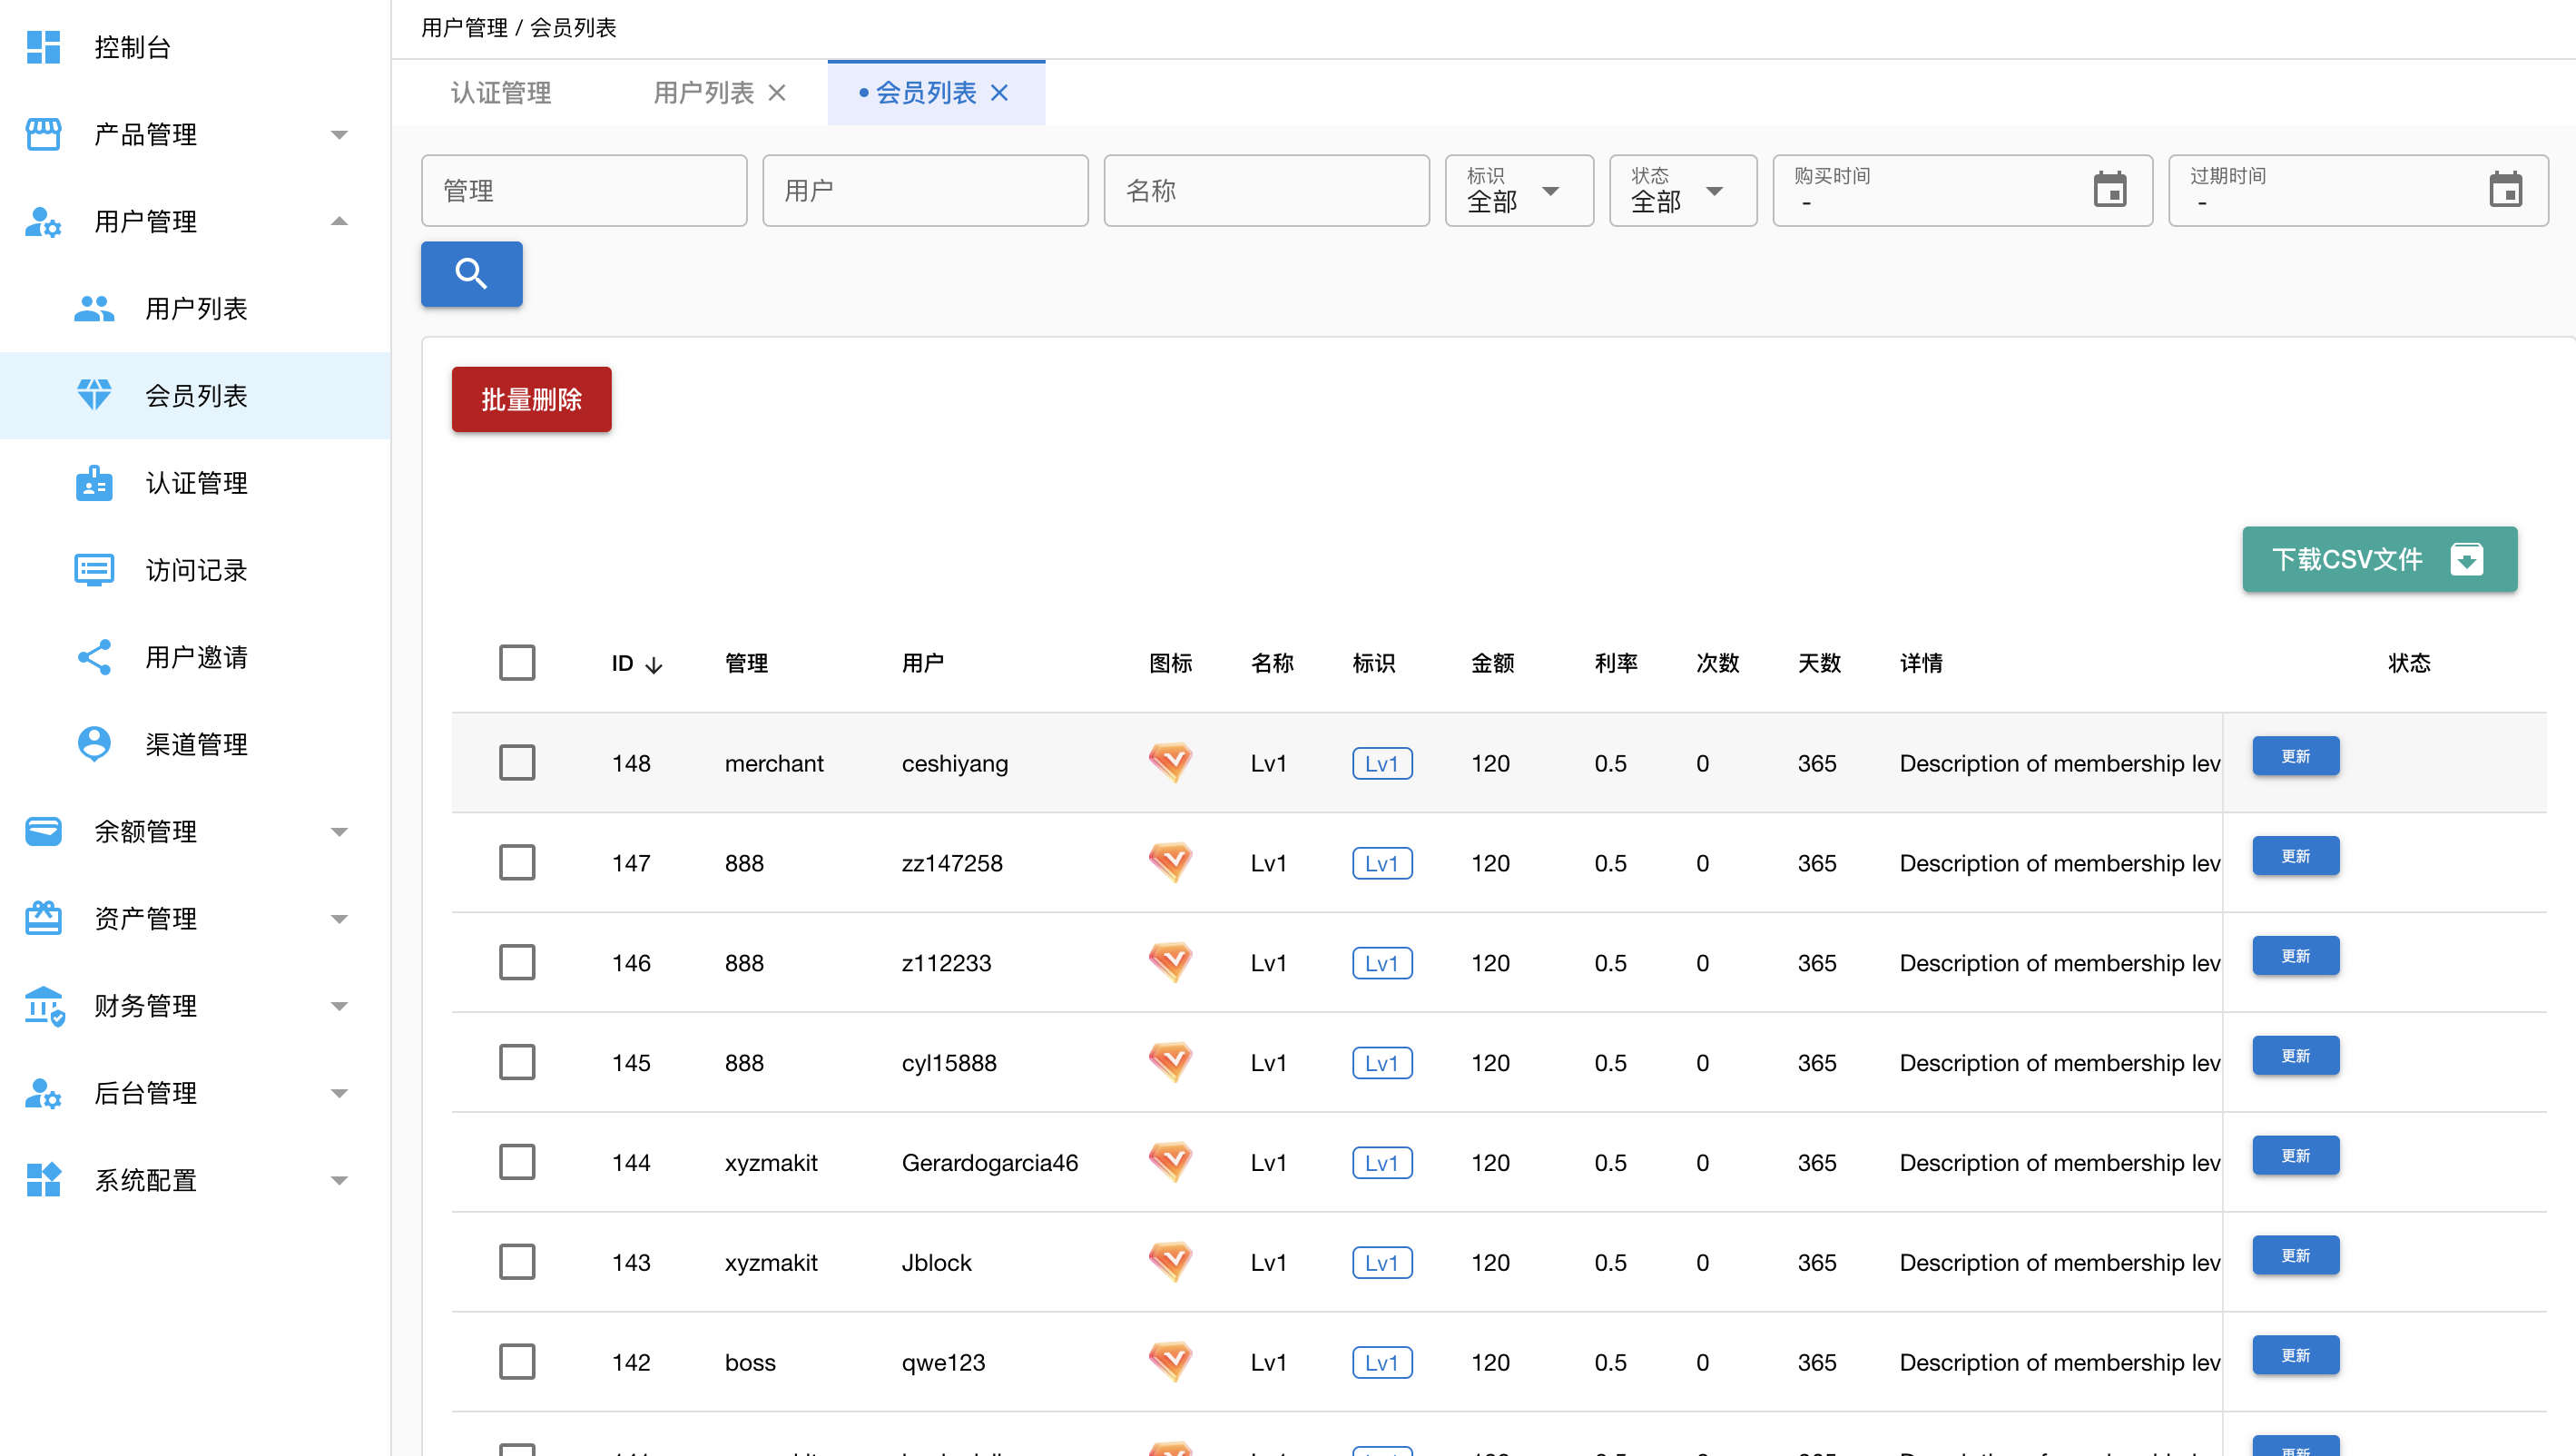 控制台
产品管理
用户管理
用户列表
会员列表
认证管理
访问记录
用户邀请
渠道管理
余额管理
资产管理
财务管理
后台管理
系统配置
用户管理 / 会员列表
认证管理 用户列表 • 会员列表
管理 用户 名称 标识 全部 状态 全部 购买时间 - 过期时间 -
批量删除
下载CSV文件
ID 管理 用户 图标 名称 标识 金额 利率 次数 天数 详情 状态
148 merchant ceshiyang Lv1 Lv1 120 0.5 0 365 Description of membership lev 更新
147 888 zz147258 Lv1 Lv1 120 0.5 0 365 Description of membership lev 更新
146 888 z112233 Lv1 Lv1 120 0.5 0 365 Description of membership lev 更新
145 888 cyl15888 Lv1 Lv1 120 0.5 0 365 Description of membership lev 更新
144 xyzmakit Gerardogarcia46 Lv1 Lv1 120 0.5 0 365 Description of membership lev 更新
143 xyzmakit Jblock Lv1 Lv1 120 0.5 0 365 Description of membership lev 更新
142 boss qwe123 Lv1 Lv1 120 0.5 0 365 Description of membership lev 更新